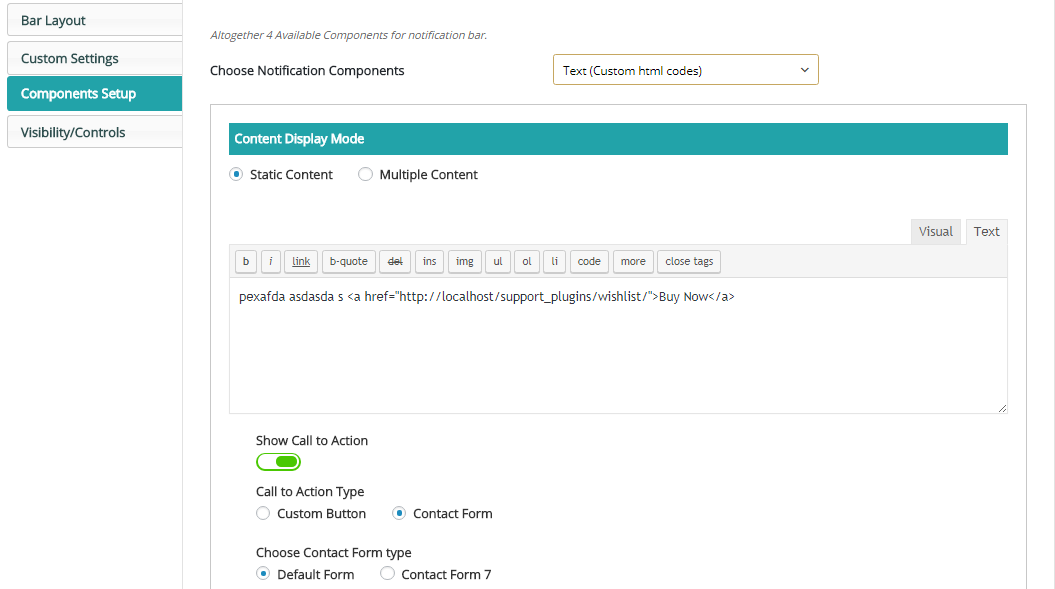 Bar Layout
Custom Settings
Components Setup
Visibility/Controls
Altogether 4 Available Components for notification bar.
Choose Notification Components
Text (Custom html codes)
Content Display Mode
Static Content Multiple Content
Visual Text
b i link b-quote del ins img ul ol li code more close tags
pexafda asdasda s <a href="http://localhost/support_plugins/wishlist/">Buy Now</a>
Show Call to Action
Call to Action Type
Custom Button Contact Form
Choose Contact Form type
Default Form Contact Form 7